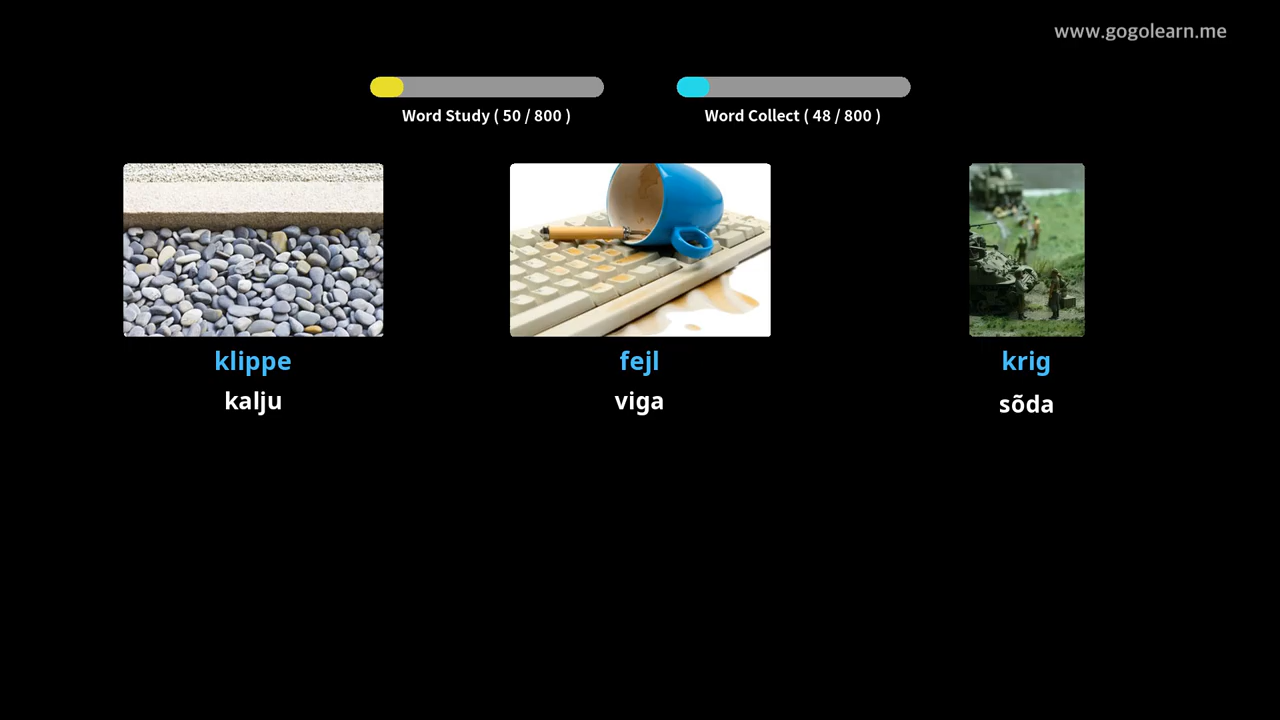 www.gogolearn.me
Word Study ( 50 / 800 )
Word Collect ( 48 / 800 )
klippe
kalju
fejl
viga
krig
sõda